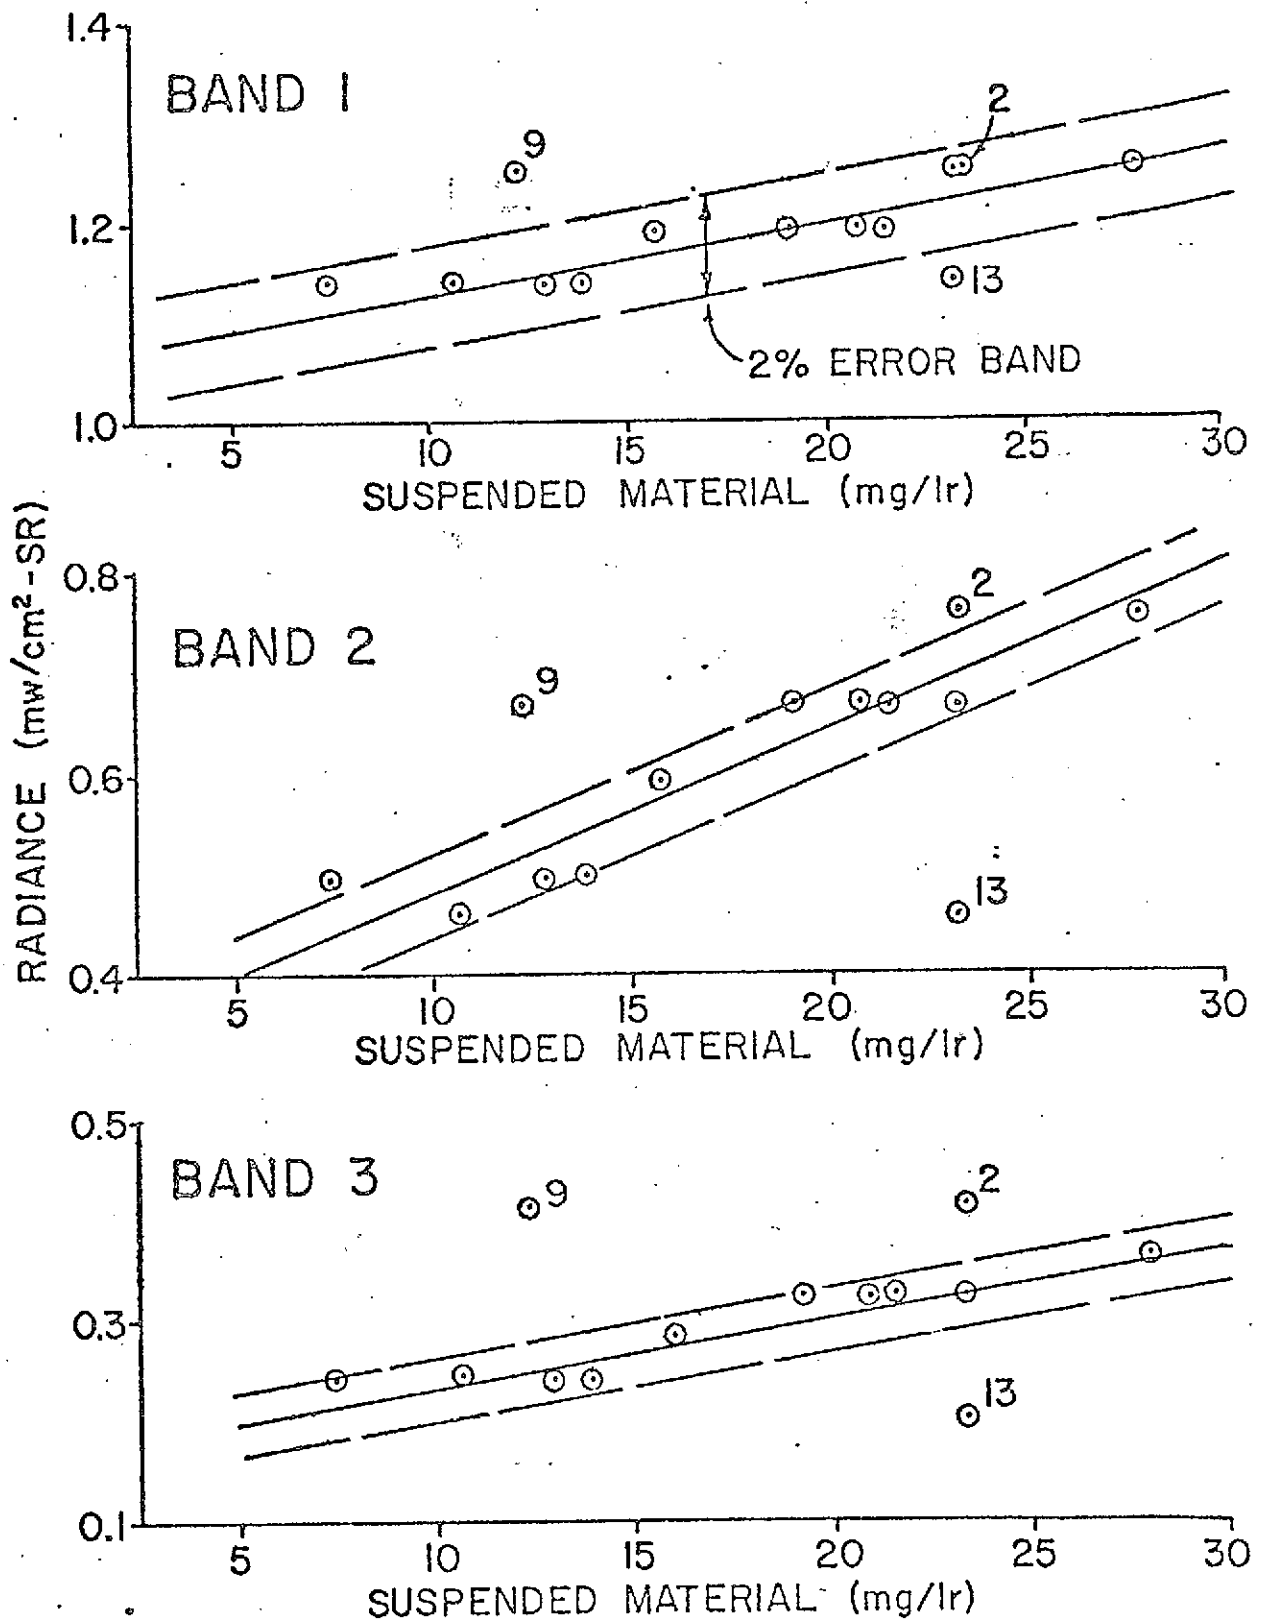 1.4
BAND 1
2
9
1.2
13
2% ERROR BAND
1.0
5 10 15 20 25 30
SUSPENDED MATERIAL (mg/lr)
RADIANCE (mw/cm²-SR)
0.8
2
BAND 2
9
0.6
13
0.4
5 10 15 20 25 30
SUSPENDED MATERIAL (mg/lr)
0.5
BAND 3
9
2
0.3
13
0.1
5 10 15 20 25 30
SUSPENDED MATERIAL (mg/lr)